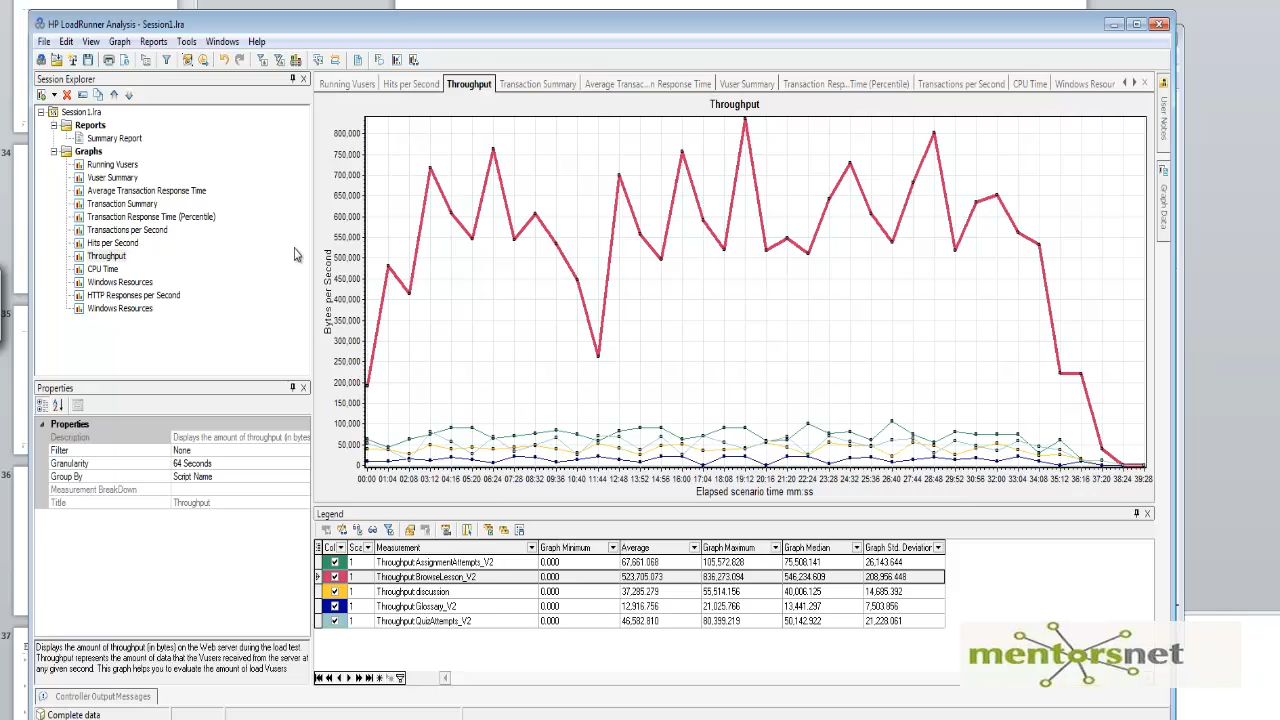 HP LoadRunner Analysis - Session1.lra
File Edit View Graph Reports Tools Windows Help
Session Explorer
Session1.lra
Reports
Summary Report
Graphs
Running Vusers
Vuser Summary
Average Transaction Response Time
Transaction Summary
Transaction Response Time (Percentile)
Transactions per Second
Hits per Second
Throughput
CPU Time
Windows Resources
HTTP Responses per Second
Windows Resources
Properties
Properties
Description Displays the amount of throughput (in bytes
Filter None
Granularity 64 Seconds
Group By Script Name
Measurement BreakDown
Title Throughput
Displays the amount of throughput (in bytes) on the Web server during the load test.
Throughput represents the amount of data that the Vusers received from the server at
any given second. This graph helps you to evaluate the amount of load Vusers
Controller Output Messages
Complete data
Running Vusers Hits per Second Throughput Transaction Summary Average Transac...n Response Time Vuser Summary Transaction Resp...Time (Percentile) Transactions per Second CPU Time Windows Resour
Throughput
Bytes per Second
800,000
750,000
700,000
650,000
600,000
550,000
500,000
450,000
400,000
350,000
300,000
250,000
200,000
150,000
100,000
50,000
0
00:00 01:04 02:08 03:12 04:16 05:20 06:24 07:28 08:32 09:36 10:40 11:44 12:48 13:52 14:56 16:00 17:04 18:08 19:12 20:16 21:20 22:24 23:28 24:32 25:36 26:40 27:44 28:48 29:52 30:56 32:00 33:04 34:08 35:12 36:16 37:20 38:24 39:28
Elapsed scenario time mm:ss
User Notes
Graph Data
Legend
Col Sca Measurement Graph Minimum Average Graph Maximum Graph Median Graph Std. Deviation
1 Throughput:AssignmentAttempts_V2 0.000 67,661.068 105,572.828 75,508.141 26,143.644
1 Throughput:BrowseLesson_V2 0.000 523,705.073 836,273.094 546,234.609 208,956.448
1 Throughput:discussion 0.000 37,285.279 55,514.156 40,006.125 14,685.392
1 Throughput:Glossary_V2 0.000 12,916.756 21,025.766 13,441.297 7,503.856
1 Throughput:QuizAttempts_V2 0.000 46,582.810 80,399.219 50,142.922 21,228.061
mentorsnet
34
35
36
37